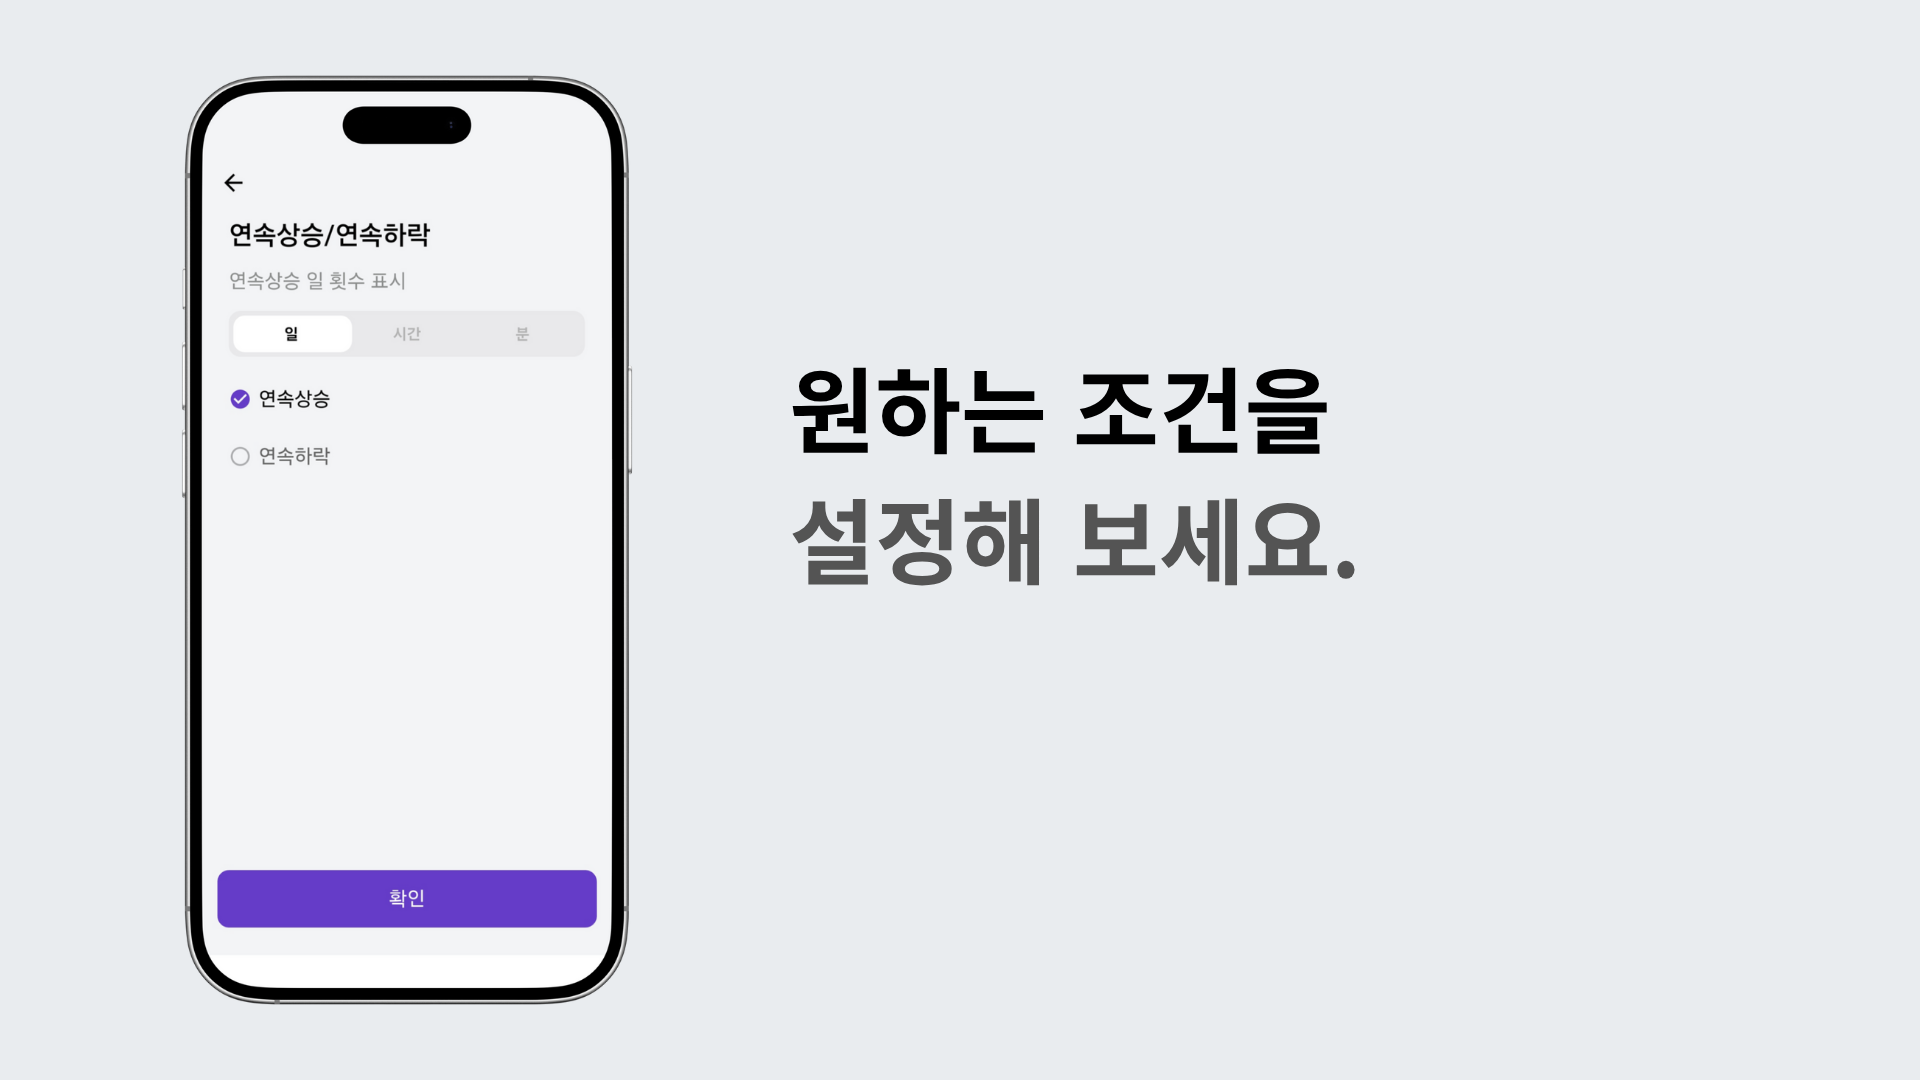 연속상승/연속하락
연속상승 일 횟수 표시
일 시간 분
연속상승
연속하락
확인
원하는 조건을
설정해 보세요.